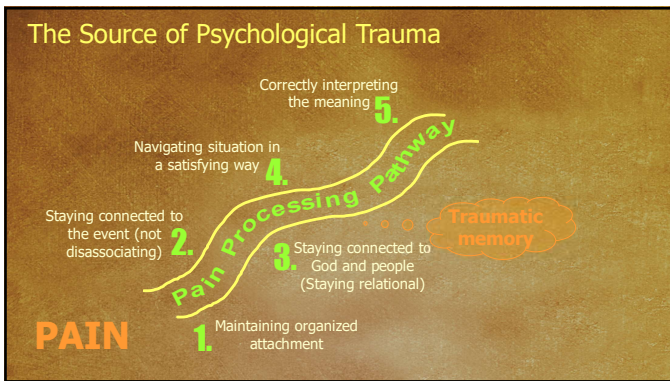 The Source of Psychological Trauma
Correctly interpreting
the meaning
5.
Navigating situation in
a satisfying way
4.
Staying connected to
the event (not
disassociating)
2.
Pain Processing Pathway
Traumatic
memory
3.
Staying connected to
God and people
(Staying relational)
PAIN
1.
Maintaining organized
attachment